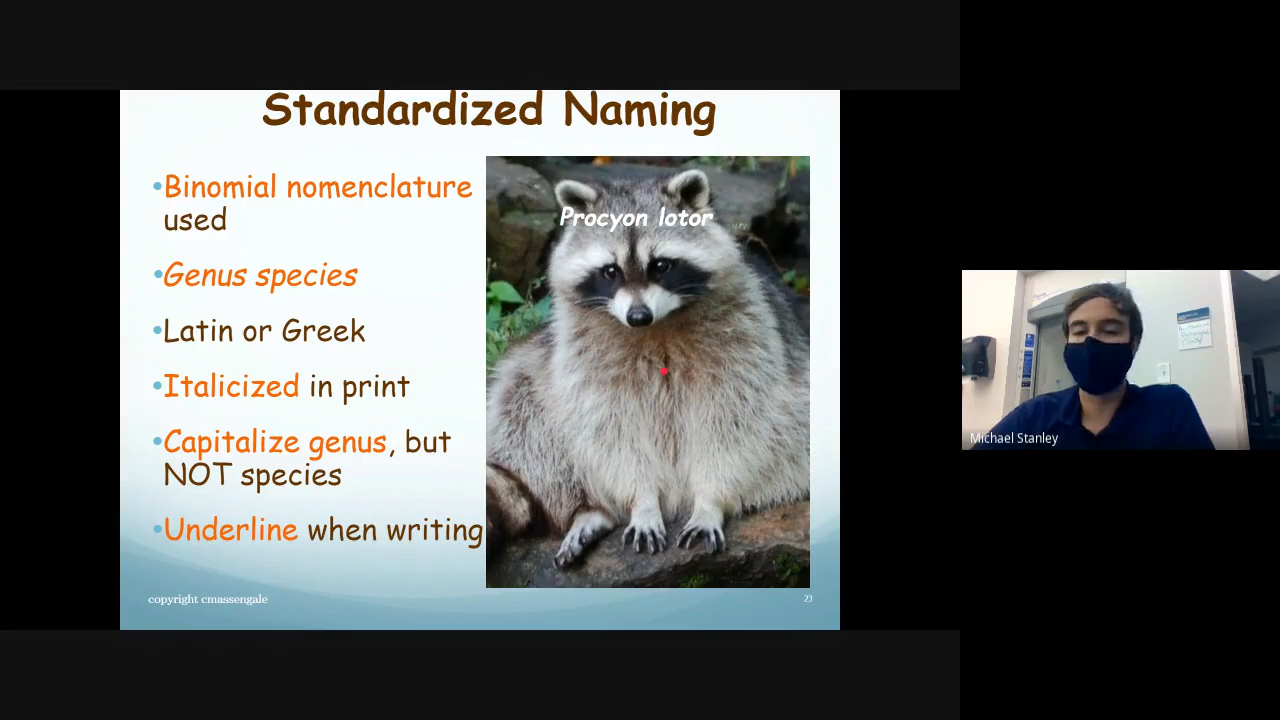 Standardized Naming
•Binomial nomenclature
used
•Genus species
•Latin or Greek
•Italicized in print
•Capitalize genus, but
NOT species
•Underline when writing
Procyon lotor
copyright cmassengale
23
Michael Stanley